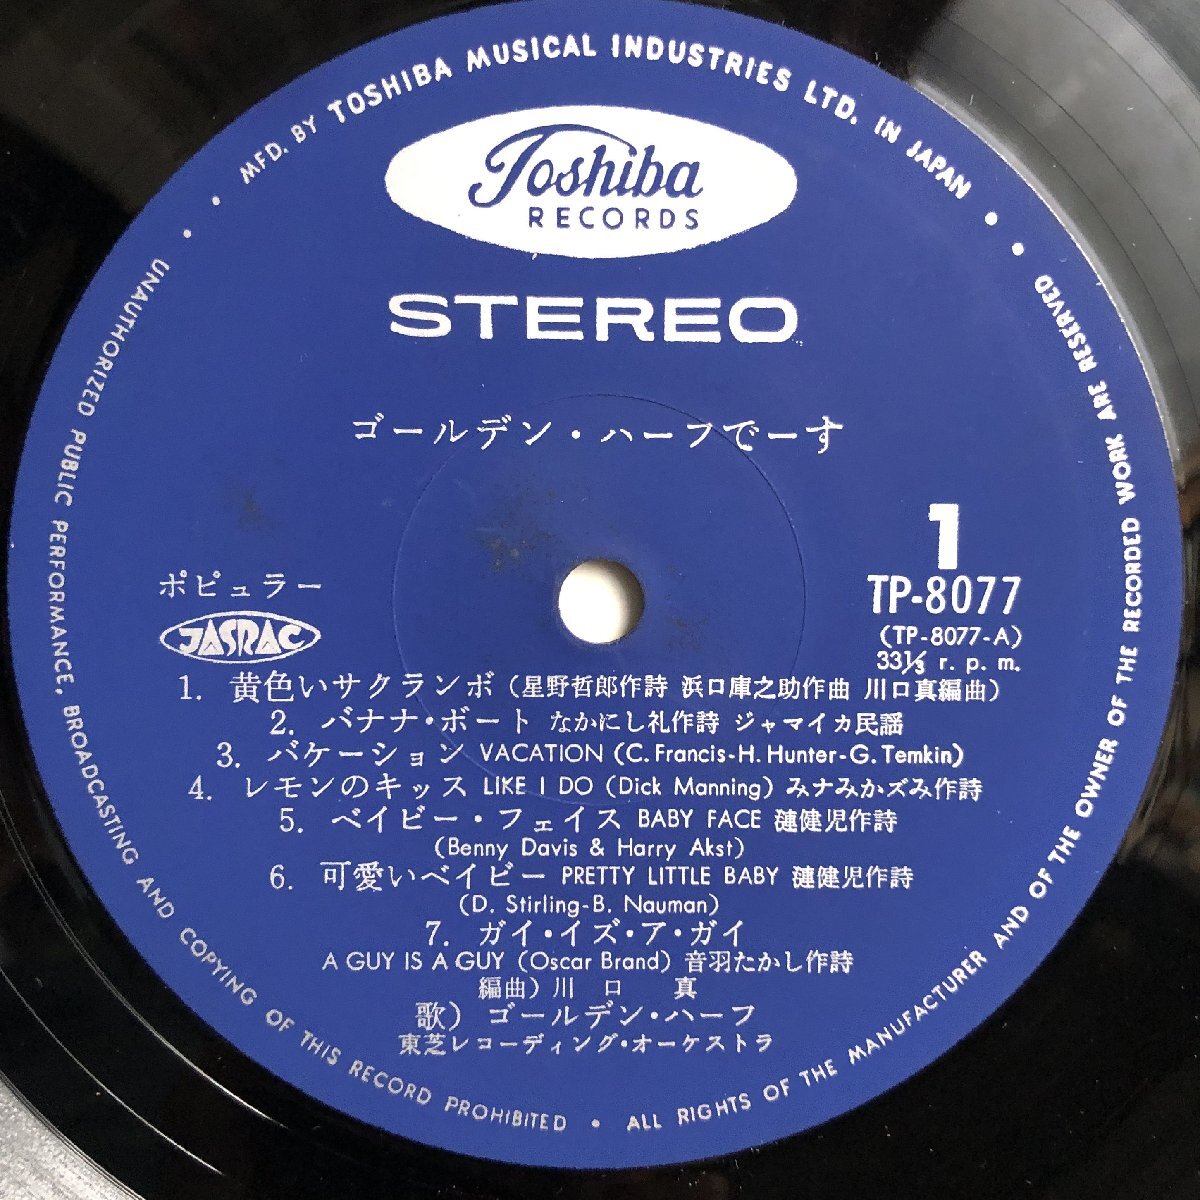 MFD. BY TOSHIBA MUSICAL INDUSTRIES LTD. IN JAPAN
Toshiba
RECORDS
STEREO
ゴールデン・ハーフでーす
1
ポピュラー
TP-8077
JASRAC
(TP-8077-A)
33⅓ r. p. m.
1. 黄色いサクランボ (星野哲郎作詩 浜口庫之助作曲 川口真編曲)
2. バナナ・ボート なかにし礼作詩 ジャマイカ民謡
3. バケーション VACATION (C. Francis-H. Hunter-G. Temkin)
4. レモンのキッス LIKE I DO (Dick Manning) みナみカズみ作詩
5. ベイビー・フェイス BABY FACE 漣健児作詩
(Benny Davis & Harry Akst)
6. 可愛いベイビー PRETTY LITTLE BABY 漣健児作詩
(D. Stirling-B. Nauman)
7. ガイ・イズ・ア・ガイ
A GUY IS A GUY (Oscar Brand) 音羽たかし作詩
編曲) 川口真
歌) ゴールデン・ハーフ
東芝レコーディング・オーケストラ
UNAUTHORIZED PUBLIC PERFORMANCE, BROADCASTING AND COPYING OF THIS RECORD PROHIBITED • ALL RIGHTS OF THE MANUFACTURER AND OF THE OWNER OF THE RECORDED WORK ARE RESERVED